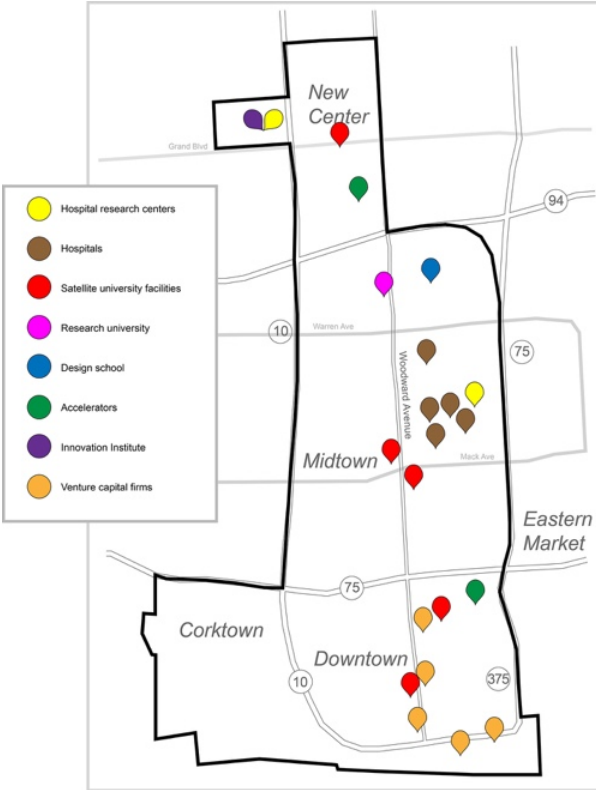 New
Center
Grand Blvd
94
Hospital research centers
Hospitals
Satellite university facilities
Research university
Design school
Accelerators
Innovation Institute
Venture capital firms
10
Warren Ave
75
Woodward Avenue
Midtown
Mack Ave
Eastern
Market
75
Corktown
Downtown
10
375